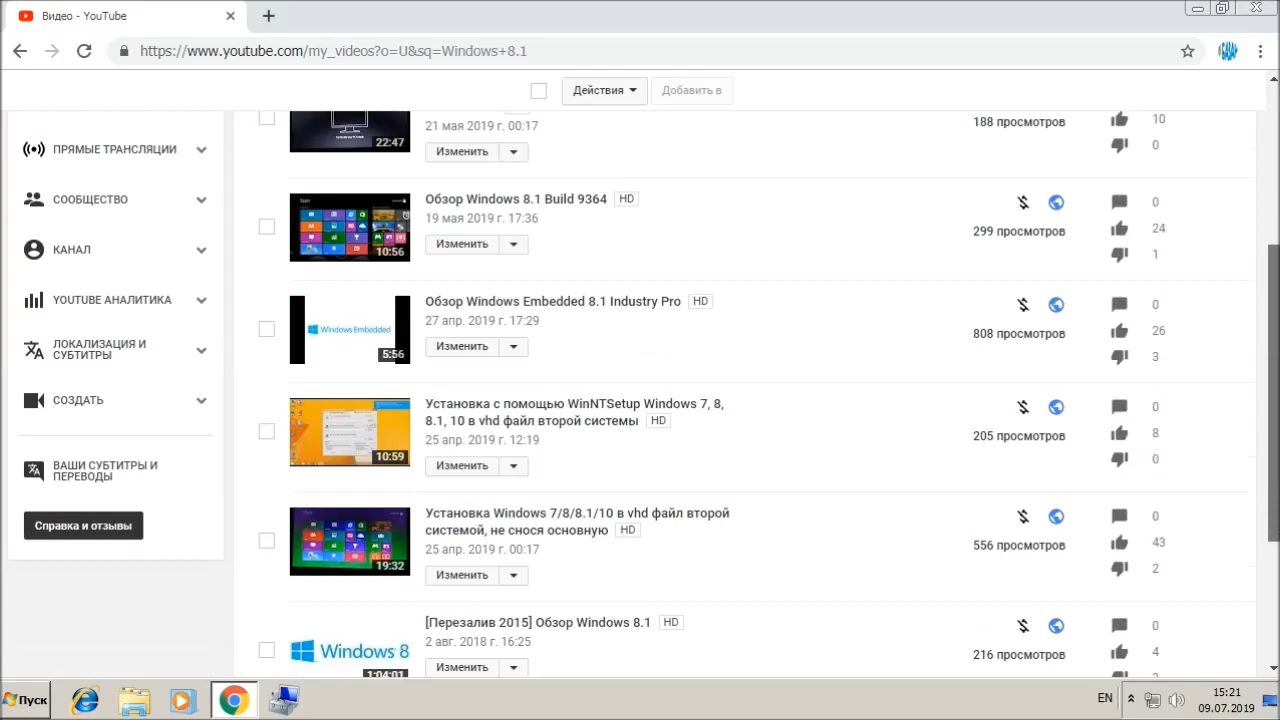 Видео - YouTube
https://www.youtube.com/my_videos?o=U&sq=Windows+8.1
Действия
Добавить в
ПРЯМЫЕ ТРАНСЛЯЦИИ
СООБЩЕСТВО
КАНАЛ
YOUTUBE АНАЛИТИКА
ЛОКАЛИЗАЦИЯ И
СУБТИТРЫ
СОЗДАТЬ
ВАШИ СУБТИТРЫ И
ПЕРЕВОДЫ
Справка и отзывы
22:47
21 мая 2019 г. 00:17
Изменить
188 просмотров
10
0
10:56
Обзор Windows 8.1 Build 9364 HD
19 мая 2019 г. 17:36
Изменить
299 просмотров
0
24
1
Windows Embedded
5:56
Обзор Windows Embedded 8.1 Industry Pro HD
27 апр. 2019 г. 17:29
Изменить
808 просмотров
0
26
3
10:59
Установка с помощью WinNTSetup Windows 7, 8,
8.1, 10 в vhd файл второй системы HD
25 апр. 2019 г. 12:19
Изменить
205 просмотров
0
8
0
19:32
Установка Windows 7/8/8.1/10 в vhd файл второй
системой, не снося основную HD
25 апр. 2019 г. 00:17
Изменить
556 просмотров
0
43
2
Windows 8
1:04:01
[Перезалив 2015] Обзор Windows 8.1 HD
2 авг. 2018 г. 16:25
Изменить
216 просмотров
0
4
Пуск
EN
15:21
09.07.2019